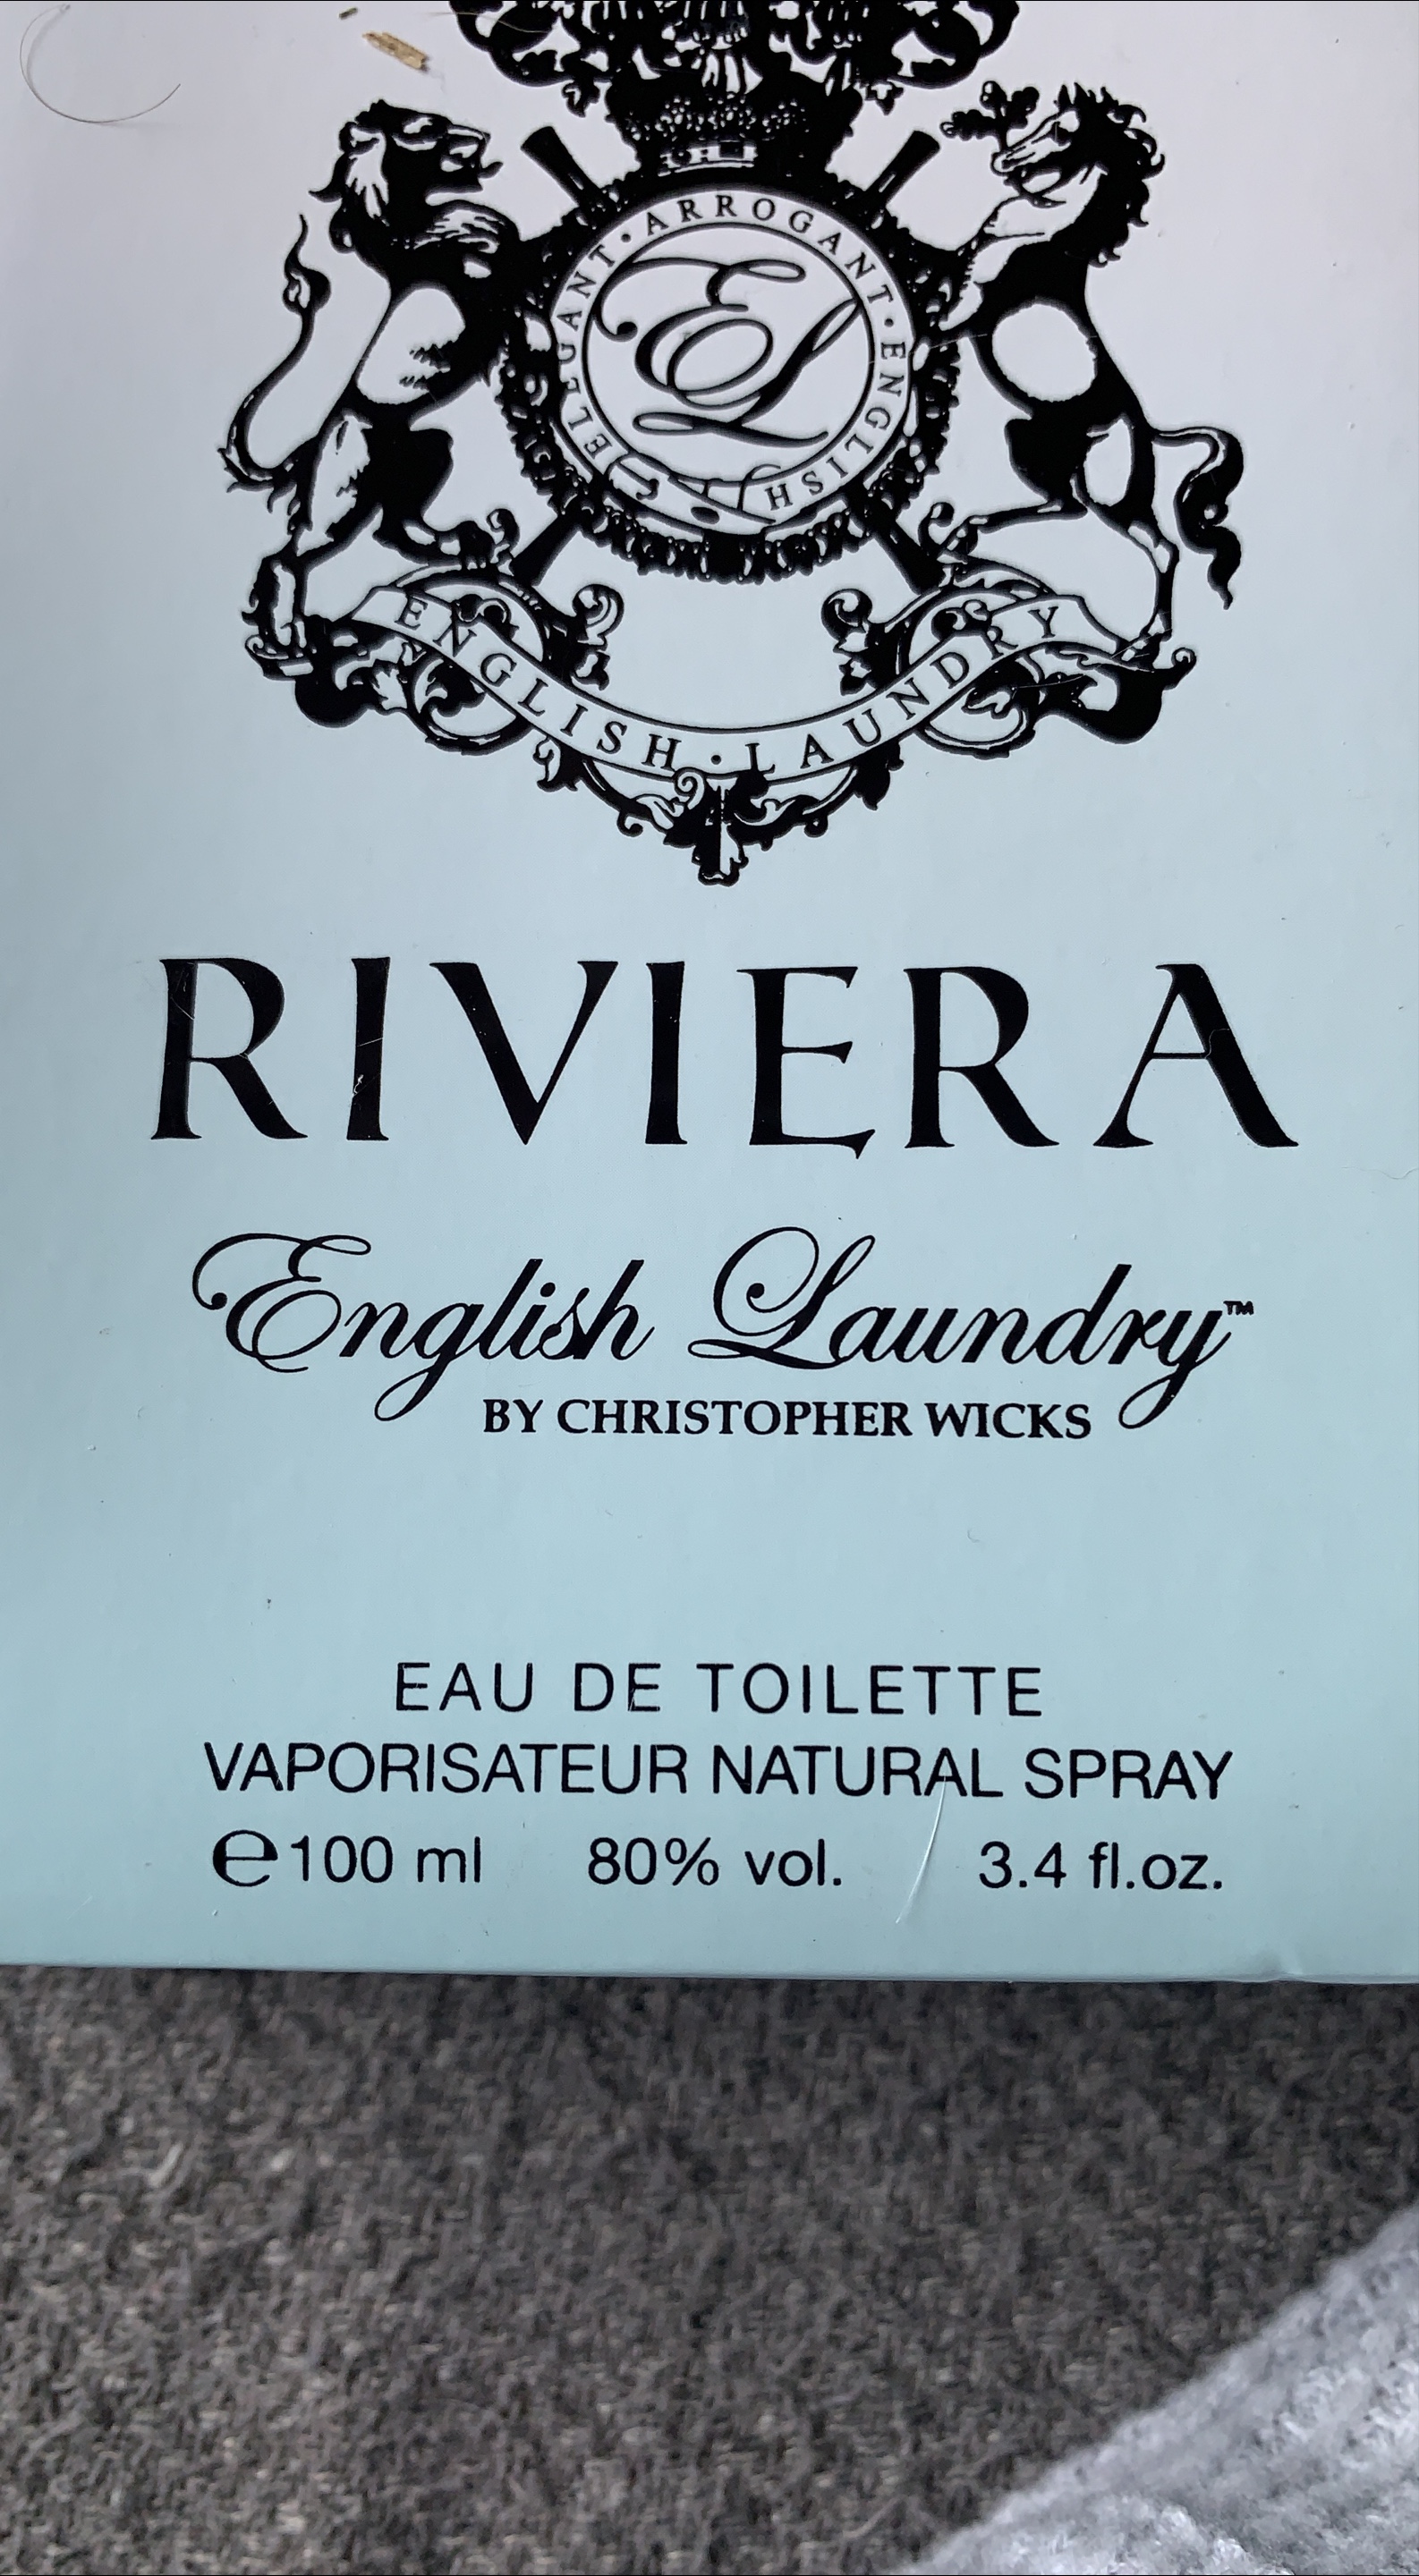 ELEGANT · ARROGANT · ENGLISH
EL
ENGLISH · LAUNDRY
RIVIERA
English Laundry™
BY CHRISTOPHER WICKS
EAU DE TOILETTE
VAPORISATEUR NATURAL SPRAY
℮100 ml 80% vol. 3.4 fl.oz.